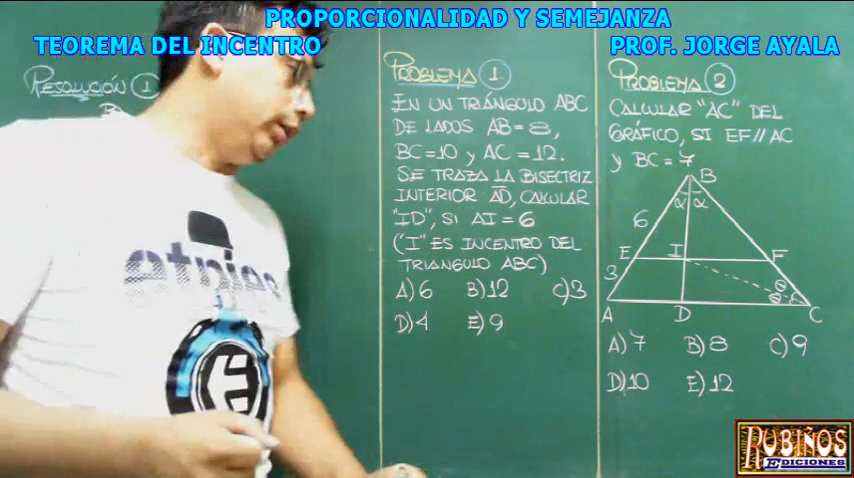 PROPORCIONALIDAD Y SEMEJANZA
TEOREMA DEL INCENTRO
PROF. JORGE AYALA
RESOLUCIÓN 1
B
PROBLEMA 1
EN UN TRIÁNGULO ABC
DE LADOS AB = 8,
BC = 10 y AC = 12.
SE TRAZA LA BISECTRIZ
INTERIOR AD, CALCULAR
"ID", SI AI = 6
("I" ES INCENTRO DEL
TRIANGULO ABC)
A) 6 B) 12 C) 3
D) 4 E) 9
PROBLEMA 2
CALCULAR "AC" DEL
GRÁFICO, SI EF // AC
y BC = 7
B
α α
6
E I F
3 θ θ
A D C
A) 7 B) 8 C) 9
D) 10 E) 12
etnies
RUBIÑOS
EDICIONES